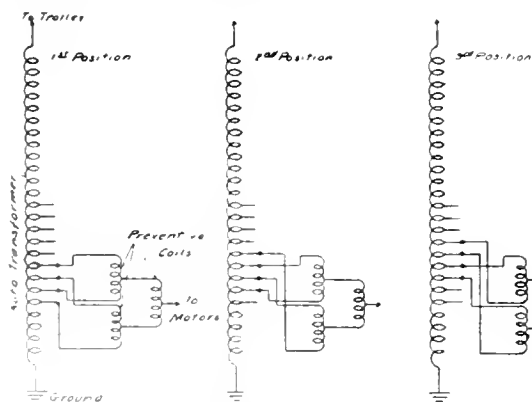 To Trolley
1st Position
2nd Position
3rd Position
Auto Transformer
Preventive
Coils
To
Motors
Ground